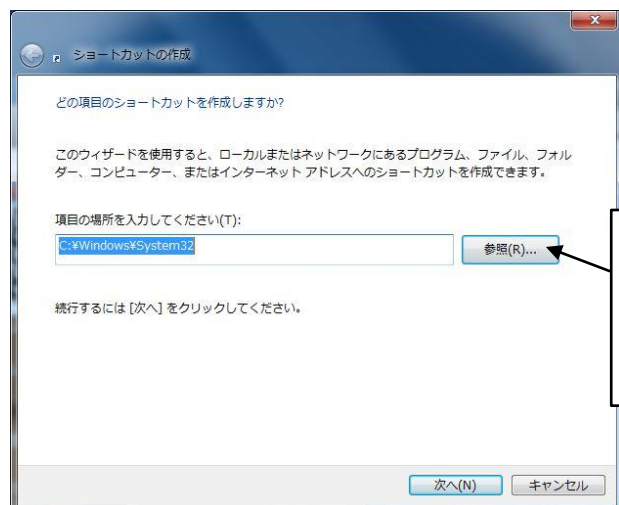 ショートカットの作成
どの項目のショートカットを作成しますか?
このウィザードを使用すると、ローカルまたはネットワークにあるプログラム、ファイル、フォル
ダー、コンピューター、またはインターネット アドレスへのショートカットを作成できます。
項目の場所を入力してください(T):
C:¥Windows¥System32
参照(R)...
続行するには [次へ] をクリックしてください。
次へ(N)
キャンセル